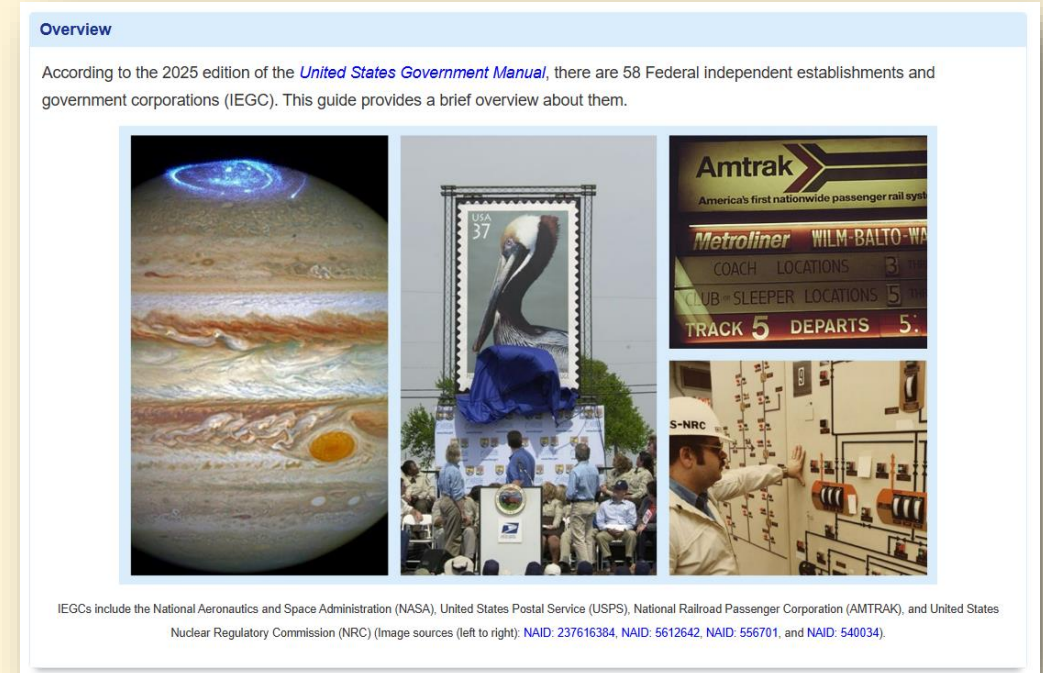 Overview
According to the 2025 edition of the United States Government Manual, there are 58 Federal independent establishments and
government corporations (IEGC). This guide provides a brief overview about them.
USA
37
Amtrak
America's first nationwide passenger rail syst
Metroliner WILM-BALTO-WA
COACH LOCATIONS 3
CLUB-SLEEPER LOCATIONS 5
TRACK 5 DEPARTS 5:
S-NRC
IEGCs include the National Aeronautics and Space Administration (NASA), United States Postal Service (USPS), National Railroad Passenger Corporation (AMTRAK), and United States
Nuclear Regulatory Commission (NRC) (Image sources (left to right): NAID: 237616384, NAID: 5612642, NAID: 556701, and NAID: 540034).